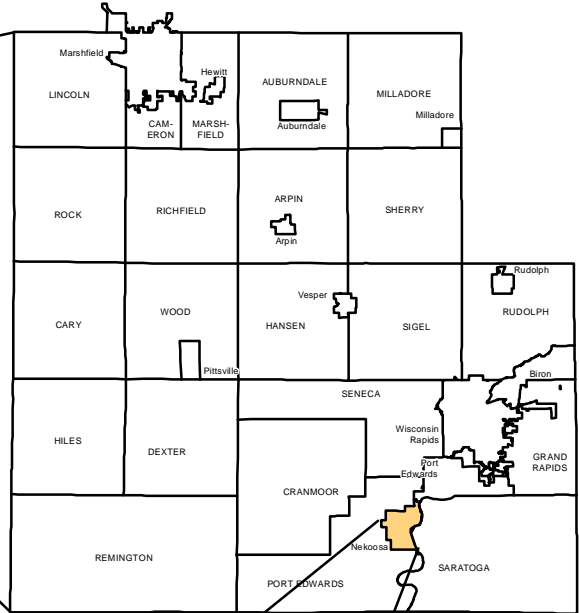 Marshfield
Hewitt
LINCOLN
AUBURNDALE
MILLADORE
Milladore
CAM-
ERON
MARSH-
FIELD
Auburndale
ROCK
RICHFIELD
ARPIN
Arpin
SHERRY
Rudolph
Vesper
CARY
WOOD
HANSEN
SIGEL
RUDOLPH
Pittsville
Biron
SENECA
Wisconsin
Rapids
HILES
DEXTER
GRAND
RAPIDS
Port
Edwards
CRANMOOR
Nekoosa
REMINGTON
PORT EDWARDS
SARATOGA